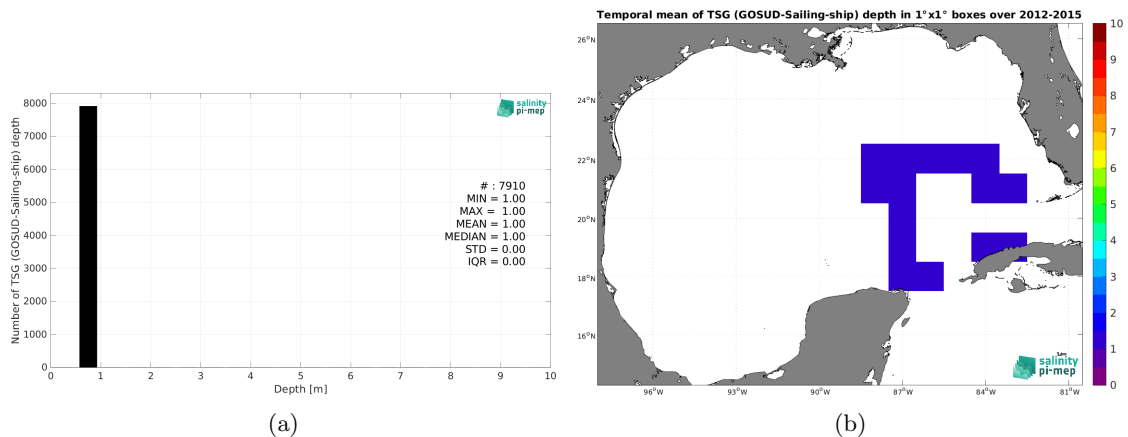 Number of TSG (GOSUD-Sailing-ship) depth
8000
7000
6000
5000
4000
3000
2000
1000
0
salinity
pi-mep
# : 7910
MIN = 1.00
MAX = 1.00
MEAN = 1.00
MEDIAN = 1.00
STD = 0.00
IQR = 0.00
0 1 2 3 4 5 6 7 8 9 10
Depth [m]
(a)
Temporal mean of TSG (GOSUD-Sailing-ship) depth in 1°x1° boxes over 2012-2015
26°N
24°N
22°N
20°N
18°N
16°N
96°W 93°W 90°W 87°W 84°W 81°W
salinity
pi-mep
10
9
8
7
6
5
4
3
2
1
0
(b)